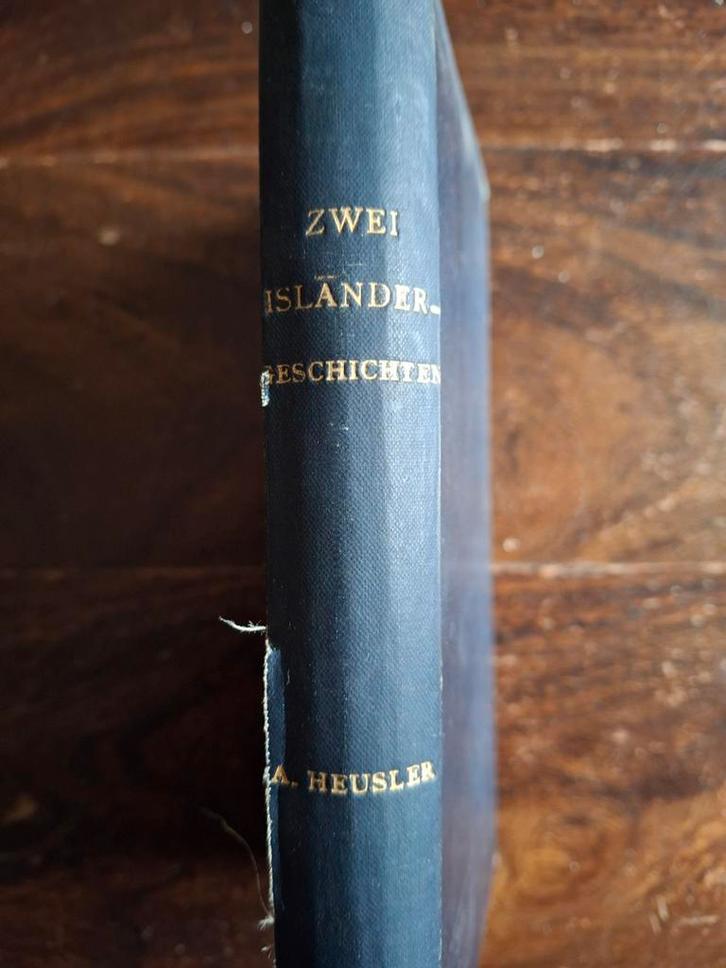 ZWEI
ISLÄNDER-
GESCHICHTEN
A. HEUSLER